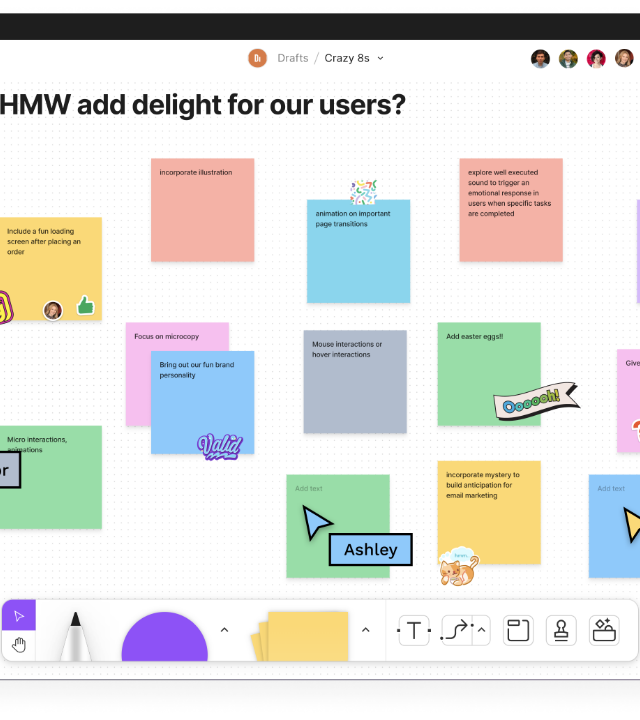 Drafts / Crazy 8s
HMW add delight for our users?
incorporate illustration
explore well executed
sound to trigger an
emotional response in
users when specific tasks
are completed
animation on important
page transitions
Include a fun loading
screen after placing an
order
Focus on microcopy
Bring out our fun brand
personality
Valid
Mouse interactions or
hover interactions
Add easter eggs!!
Oooooh!
Give
Micro interactions,
animations
or
Add text
Ashley
incorporate mystery to
build anticipation for
email marketing
hmm..
Add text
T